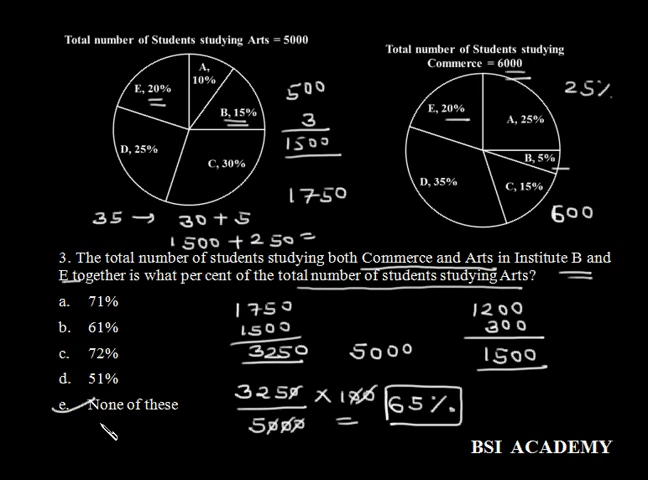 Total number of Students studying Arts = 5000
A, 10%
B, 15%
C, 30%
D, 25%
E, 20%
500
3
1500
1750
Total number of Students studying
Commerce = 6000
25%
A, 25%
B, 5%
C, 15%
D, 35%
E, 20%
600
35 → 30 + 5
1500 + 250 =
3. The total number of students studying both Commerce and Arts in Institute B and
E together is what per cent of the total number of students studying Arts?
a. 71%
b. 61%
c. 72%
d. 51%
e. None of these
1750
1500
3250
5000
1200
300
1500
3250 × 100
5000
= 65%.
BSI ACADEMY